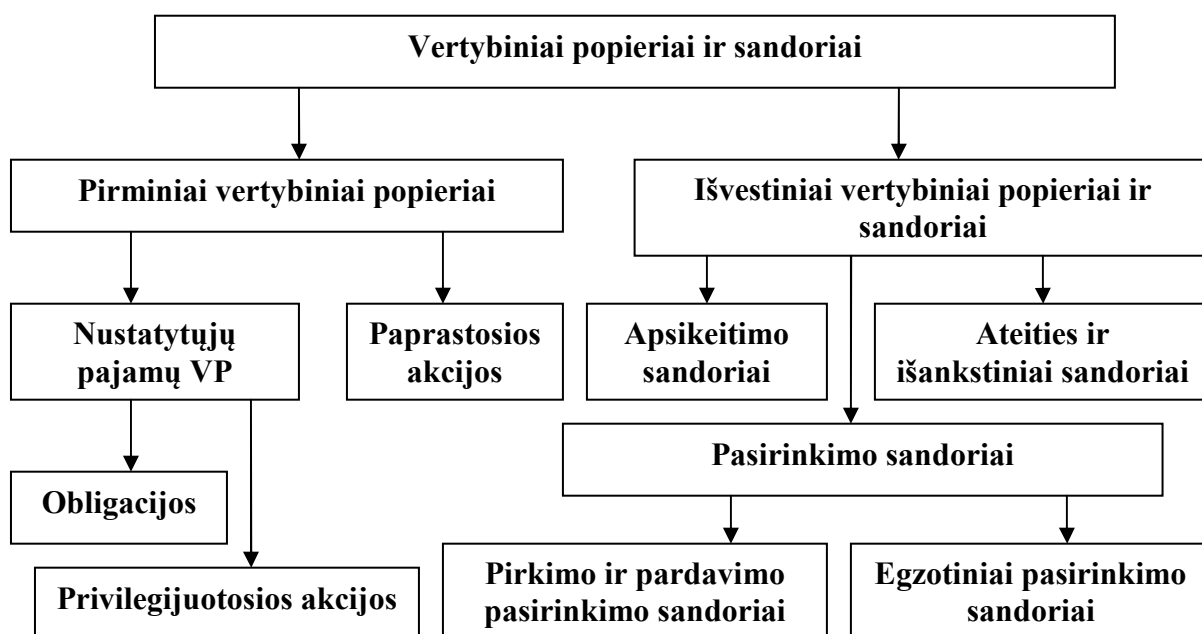 Vertybiniai popieriai ir sandoriai
Pirminiai vertybiniai popieriai
Išvestiniai vertybiniai popieriai ir
sandoriai
Nustatytųjų
pajamų VP
Paprastosios
akcijos
Apsikeitimo
sandoriai
Ateities ir
išankstiniai sandoriai
Pasirinkimo sandoriai
Obligacijos
Privilegijuotosios akcijos
Pirkimo ir pardavimo
pasirinkimo sandoriai
Egzotiniai pasirinkimo
sandoriai